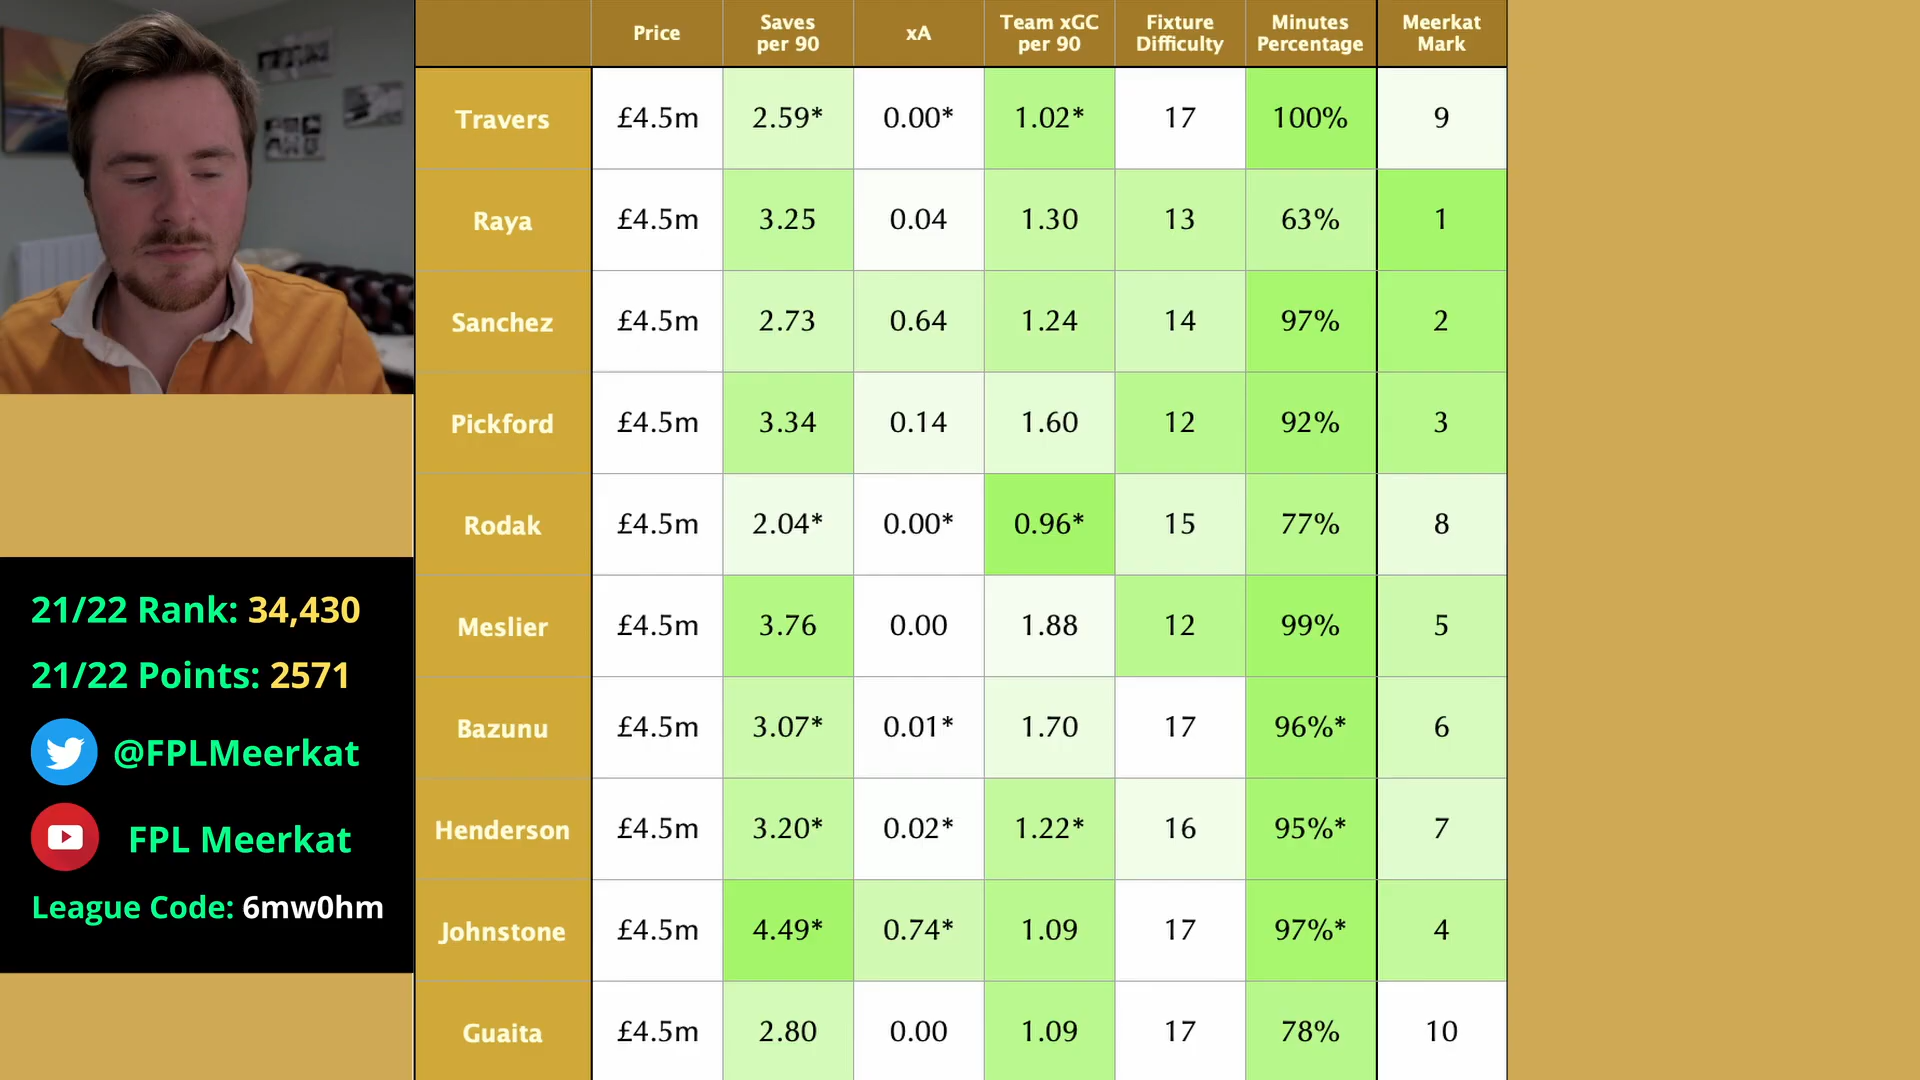 Price
Saves per 90
xA
Team xGC per 90
Fixture Difficulty
Minutes Percentage
Meerkat Mark
Travers £4.5m 2.59* 0.00* 1.02* 17 100% 9
Raya £4.5m 3.25 0.04 1.30 13 63% 1
Sanchez £4.5m 2.73 0.64 1.24 14 97% 2
Pickford £4.5m 3.34 0.14 1.60 12 92% 3
Rodak £4.5m 2.04* 0.00* 0.96* 15 77% 8
Meslier £4.5m 3.76 0.00 1.88 12 99% 5
Bazunu £4.5m 3.07* 0.01* 1.70 17 96%* 6
Henderson £4.5m 3.20* 0.02* 1.22* 16 95%* 7
Johnstone £4.5m 4.49* 0.74* 1.09 17 97%* 4
Guaita £4.5m 2.80 0.00 1.09 17 78% 10
21/22 Rank: 34,430
21/22 Points: 2571
@FPLMeerkat
FPL Meerkat
League Code: 6mw0hm